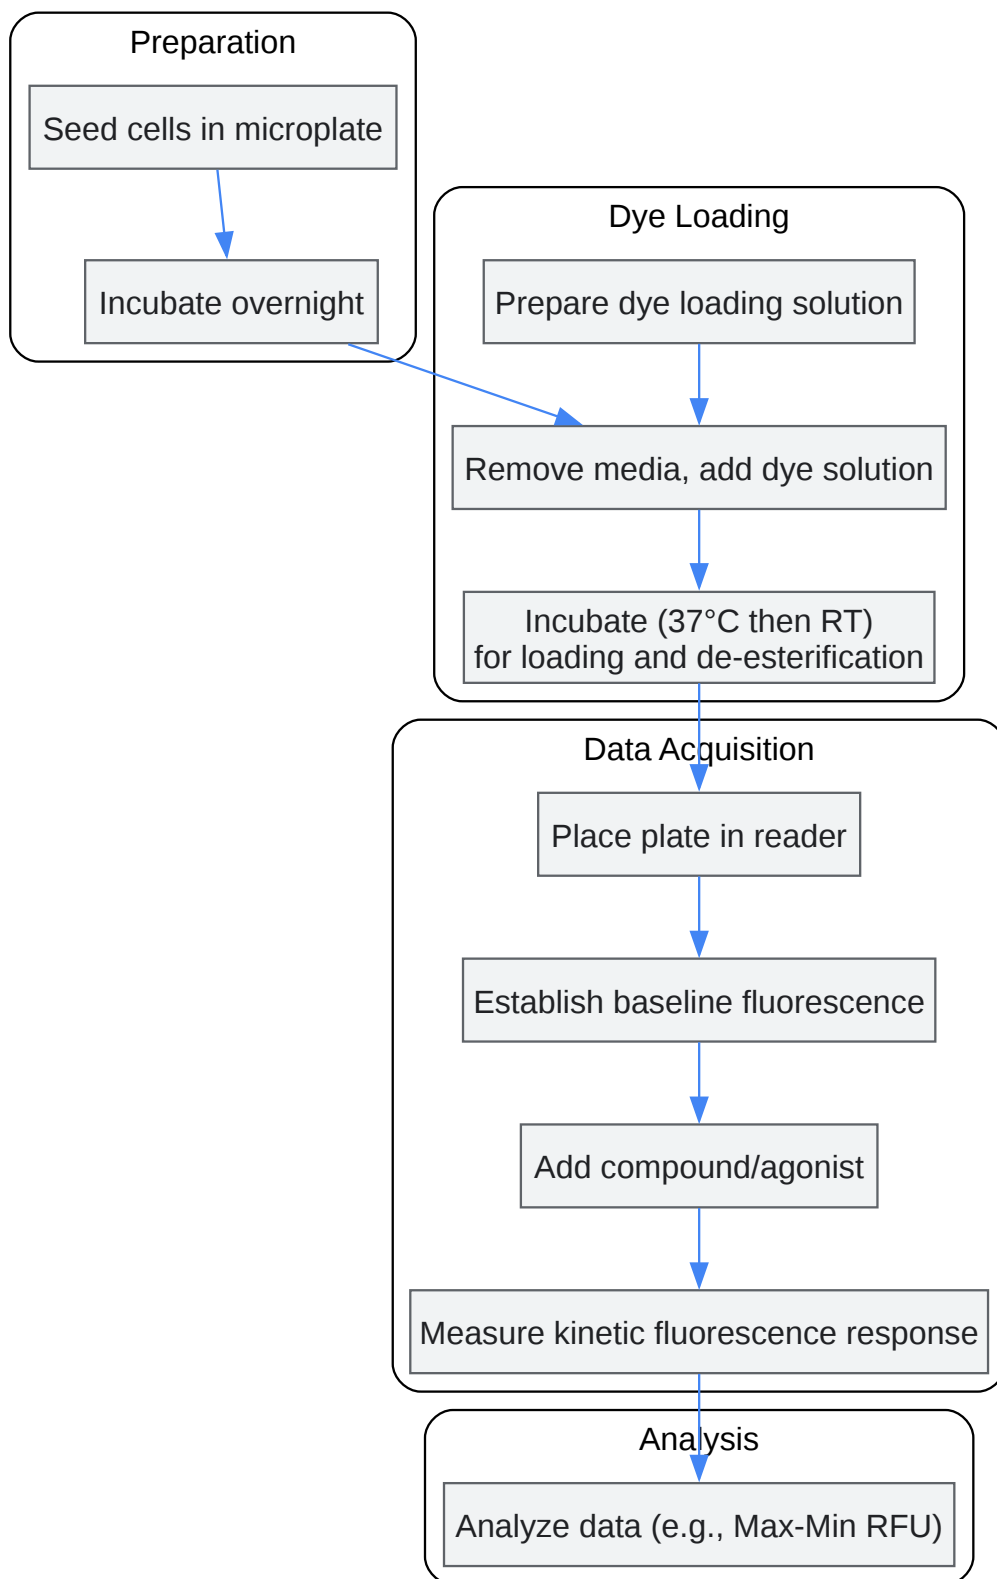 Preparation
Seed cells in microplate
Incubate overnight
Dye Loading
Prepare dye loading solution
Remove media, add dye solution
Incubate (37°C then RT)
for loading and de-esterification
Data Acquisition
Place plate in reader
Establish baseline fluorescence
Add compound/agonist
Measure kinetic fluorescence response
Analysis
Analyze data (e.g., Max-Min RFU)